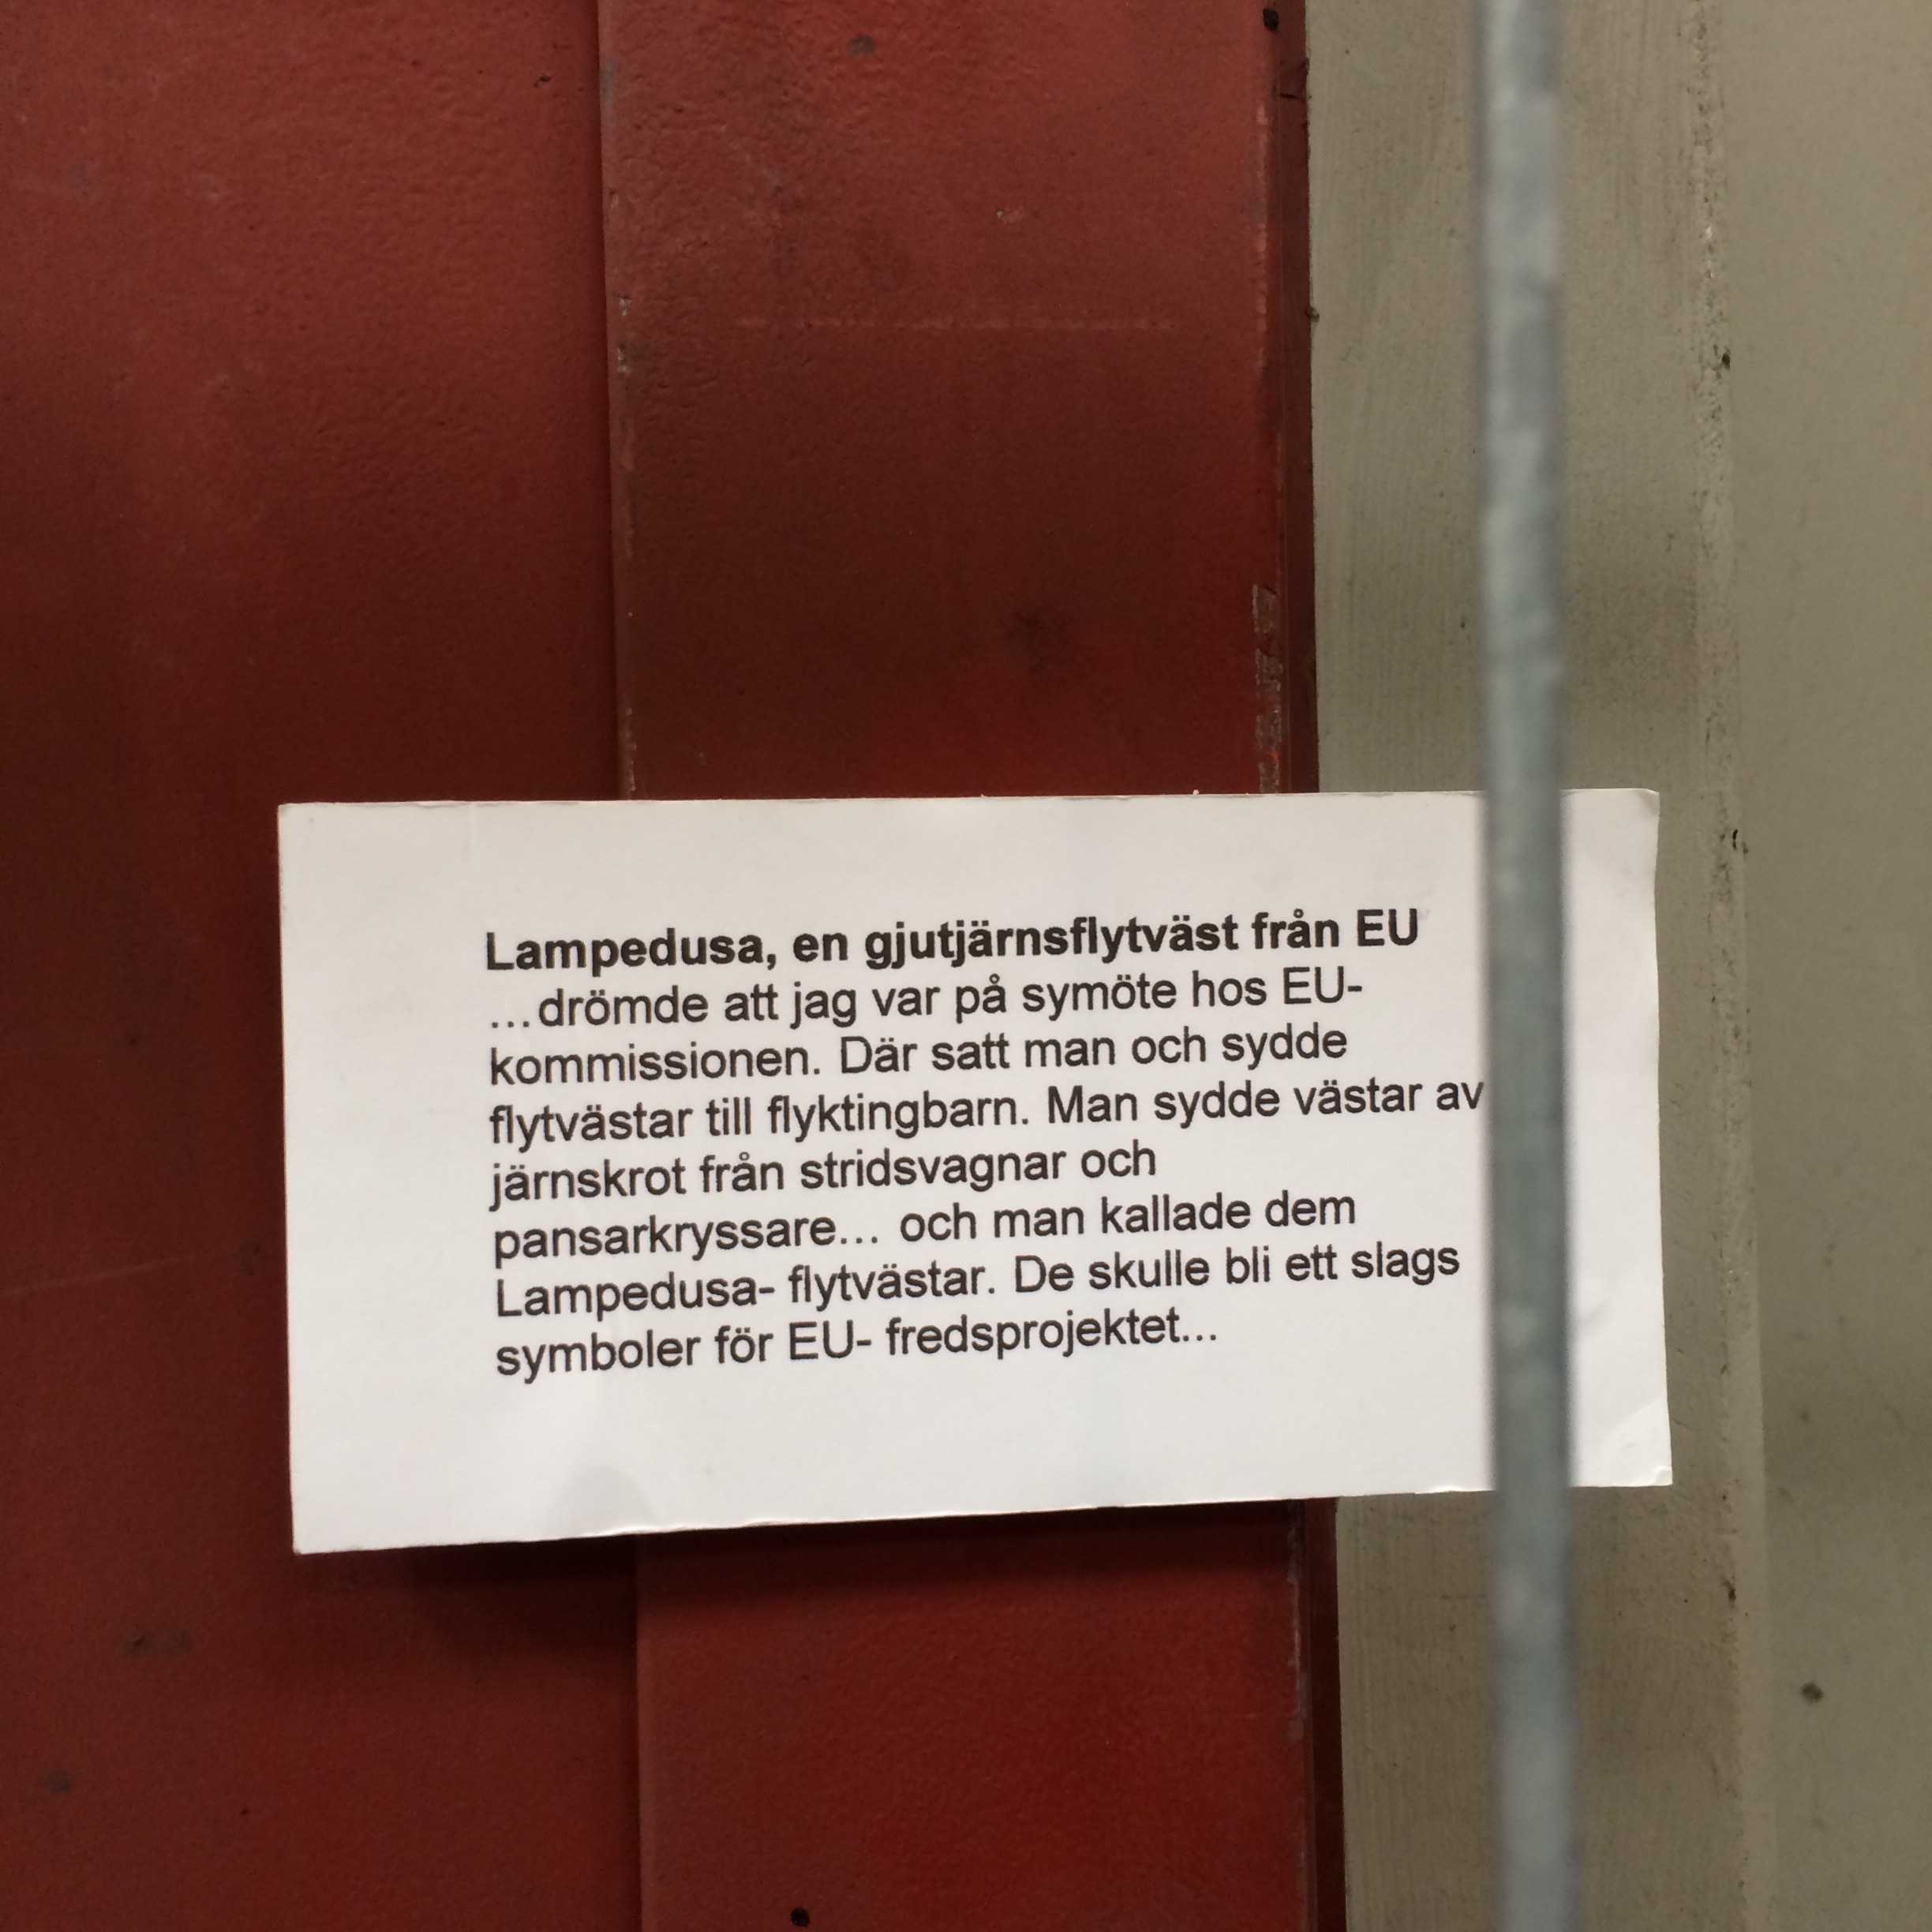 Lampedusa, en gjutjärnsflytväst från EU
...drömde att jag var på symöte hos EU-
kommissionen. Där satt man och sydde
flytvästar till flyktingbarn. Man sydde västar av
järnskrot från stridsvagnar och
pansarkryssare... och man kallade dem
Lampedusa- flytvästar. De skulle bli ett slags
symboler för EU- fredsprojektet...